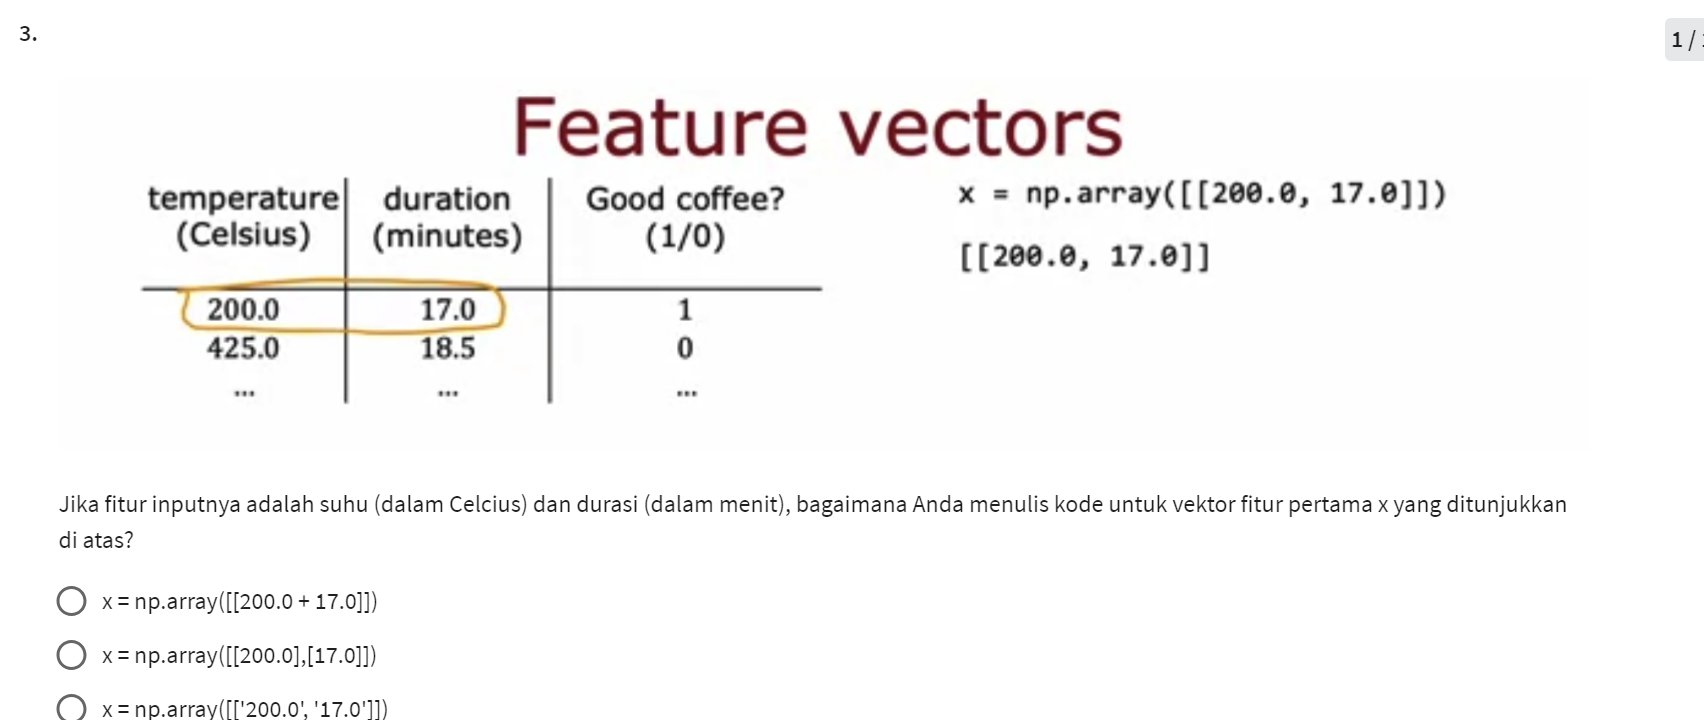 3.
1 /
Feature vectors
temperature duration Good coffee?
(Celsius) (minutes) (1/0)
200.0 17.0 1
425.0 18.5 0
... ... ...
x = np.array([[200.0, 17.0]])
[[200.0, 17.0]]
Jika fitur inputnya adalah suhu (dalam Celcius) dan durasi (dalam menit), bagaimana Anda menulis kode untuk vektor fitur pertama x yang ditunjukkan
di atas?
x = np.array([[200.0 + 17.0]])
x = np.array([[200.0],[17.0]])
x = np.array([['200.0', '17.0']])